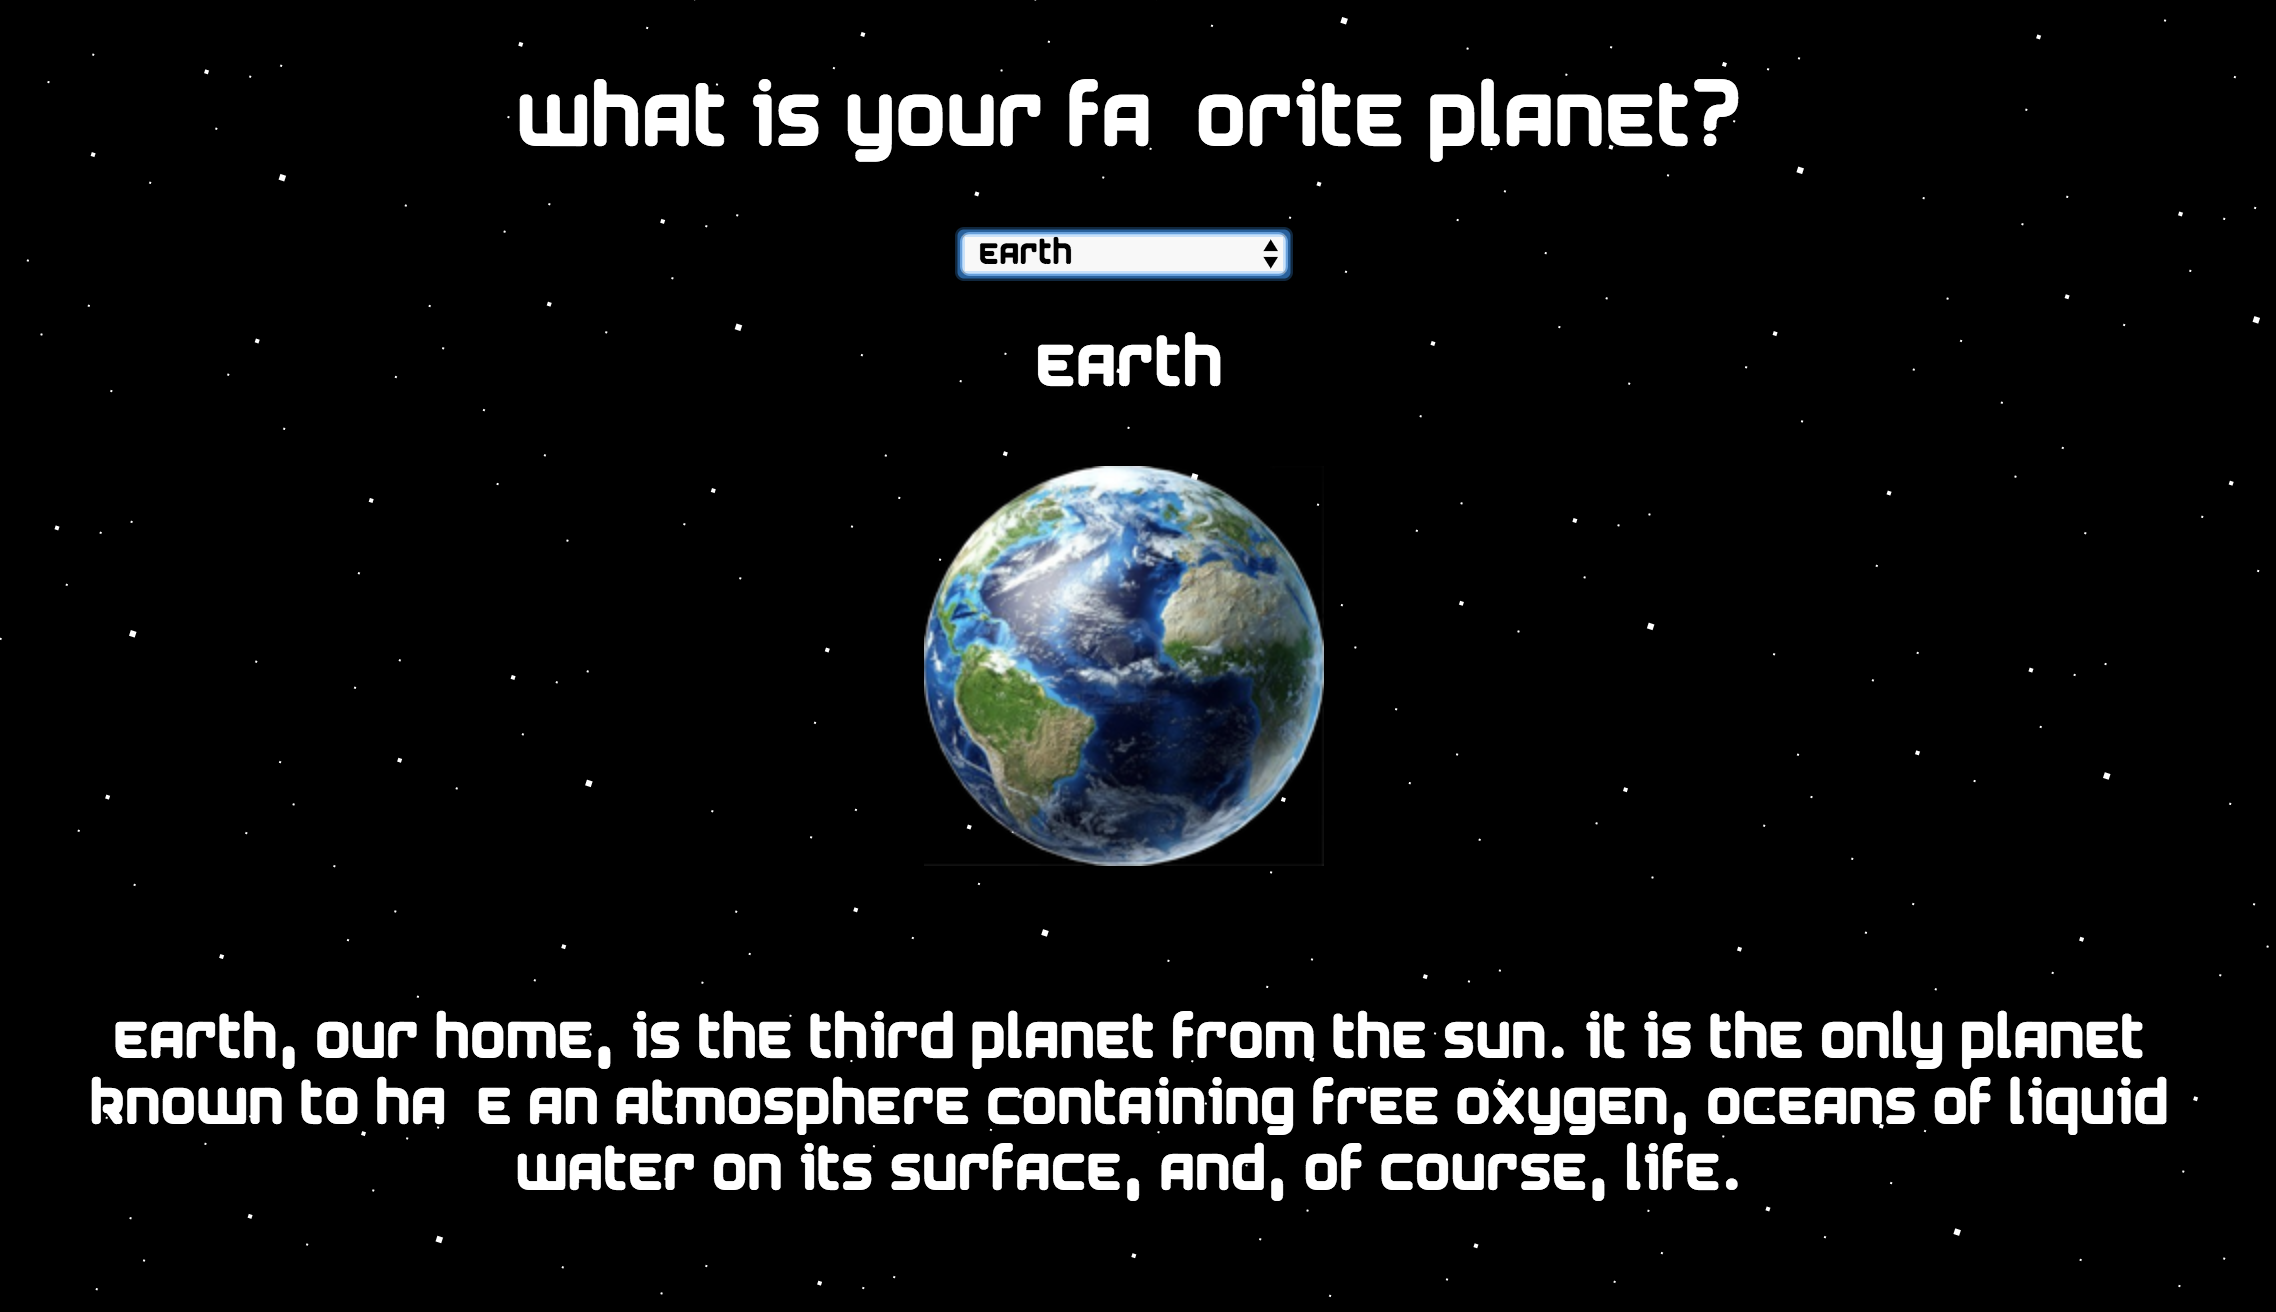 what is your fa orite planet?
Earth
Earth
Earth, our home, is the third planet from the sun. it is the only planet
known to ha e an atmosphere containing free oxygen, oceans of liquid
water on its surface, and, of course, life.